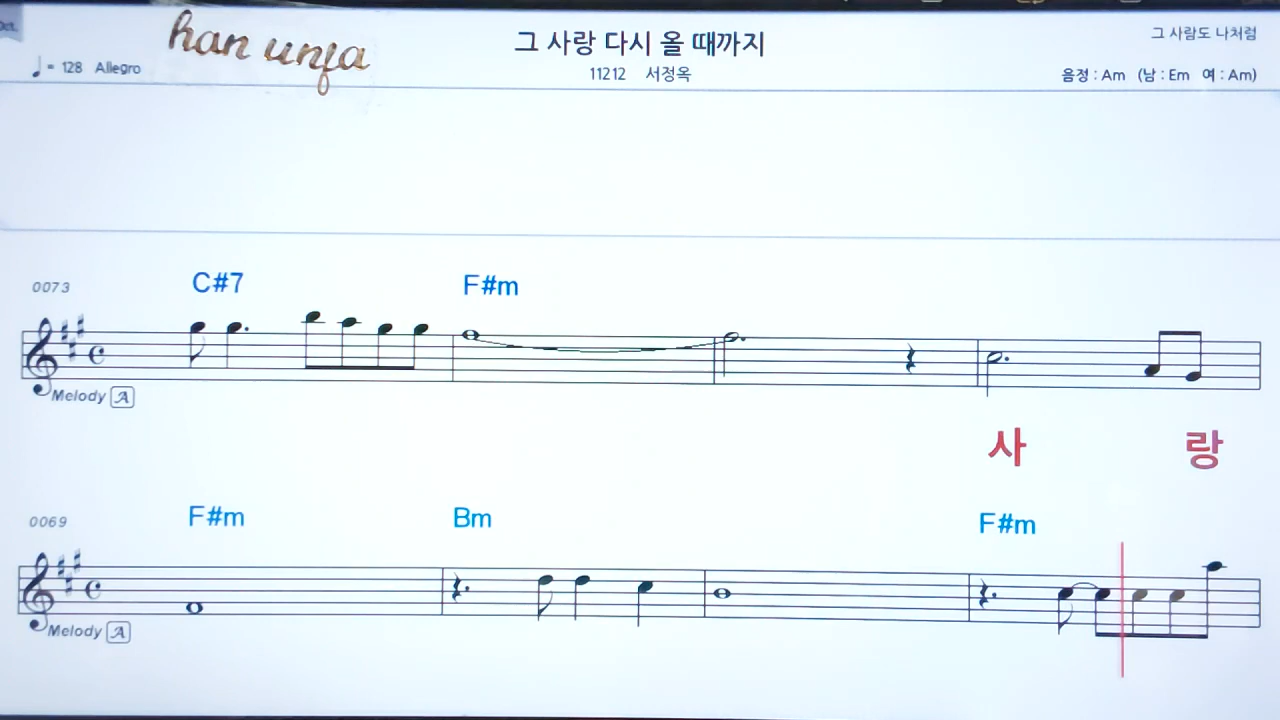 Oct.
han unja
그 사랑 다시 올 때까지
그 사람도 나처럼
♩= 128 Allegro
11212 서정옥
음정 : Am (남 : Em 여 : Am)
0073
C#7 F#m
Melody A
사 랑
0069
F#m Bm F#m
Melody A